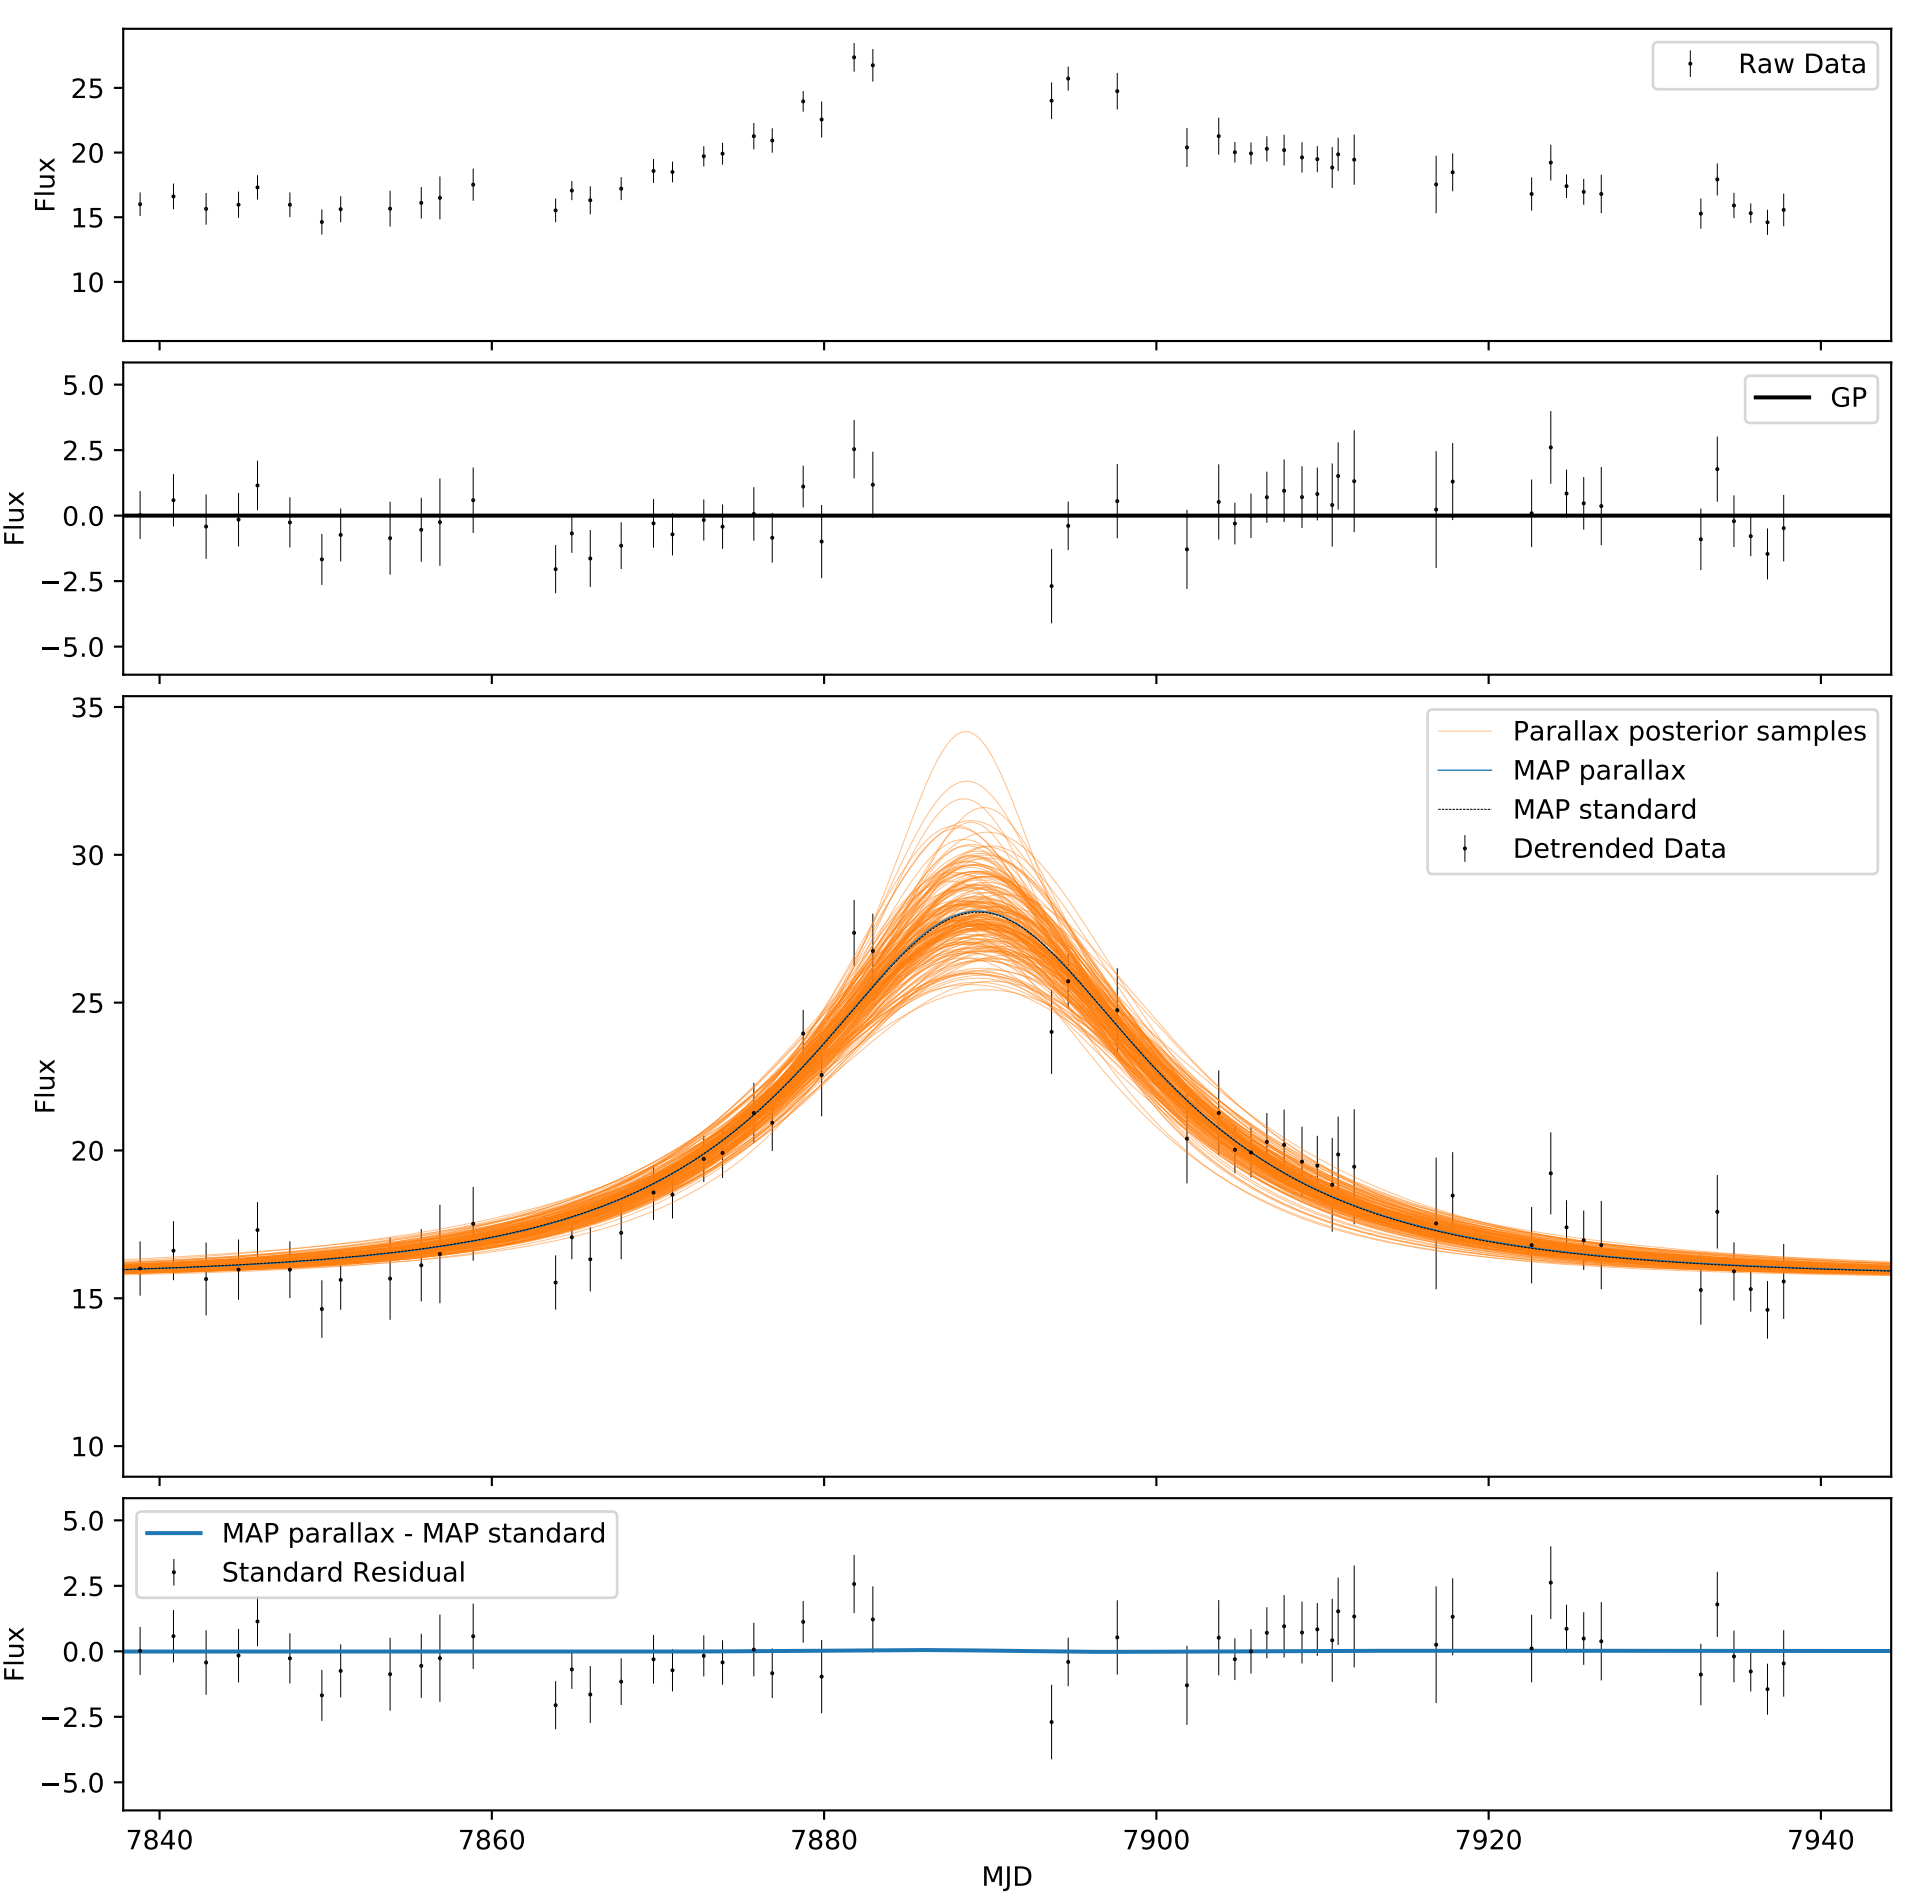 Raw Data
25
20
15
10
Flux
GP
5.0
2.5
0.0
−2.5
−5.0
Flux
Parallax posterior samples
MAP parallax
MAP standard
Detrended Data
35
30
25
20
15
10
Flux
MAP parallax - MAP standard
Standard Residual
5.0
2.5
0.0
−2.5
−5.0
Flux
7840 7860 7880 7900 7920 7940
MJD